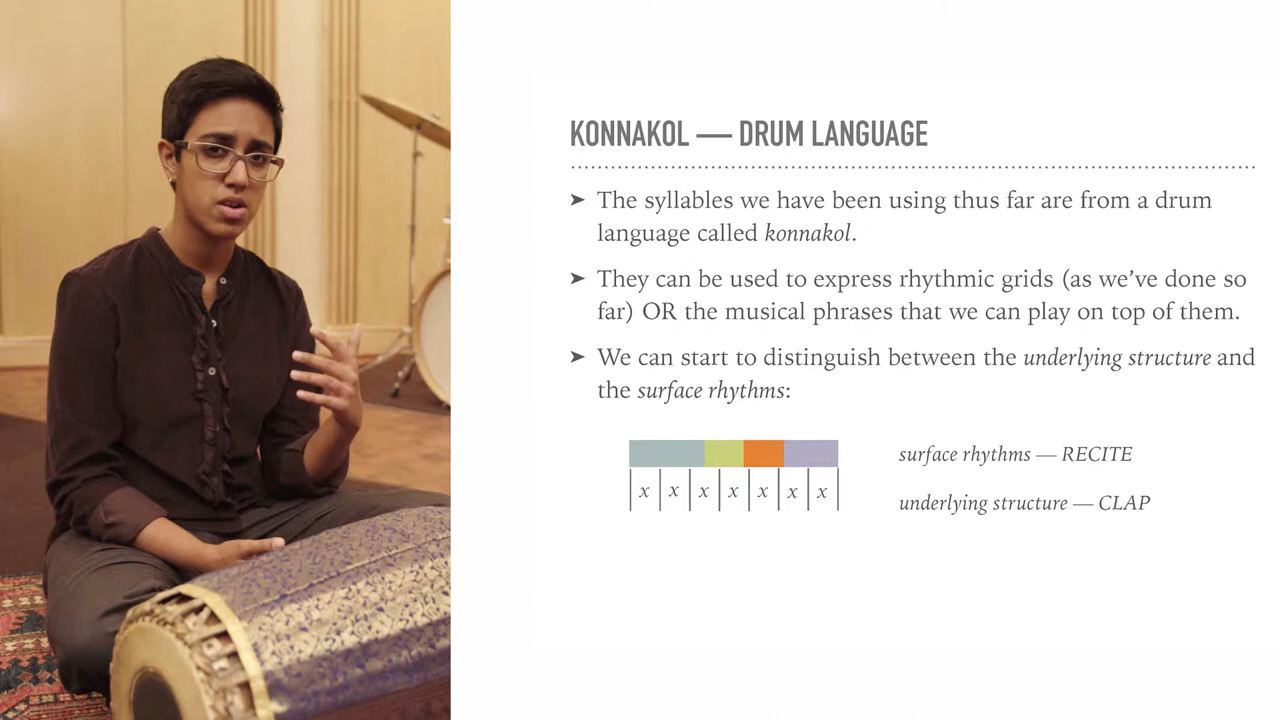 KONNAKOL — DRUM LANGUAGE
➤ The syllables we have been using thus far are from a drum
language called konnakol.
➤ They can be used to express rhythmic grids (as we’ve done so
far) OR the musical phrases that we can play on top of them.
➤ We can start to distinguish between the underlying structure and
the surface rhythms:
surface rhythms — RECITE
x x x x x x x
underlying structure — CLAP